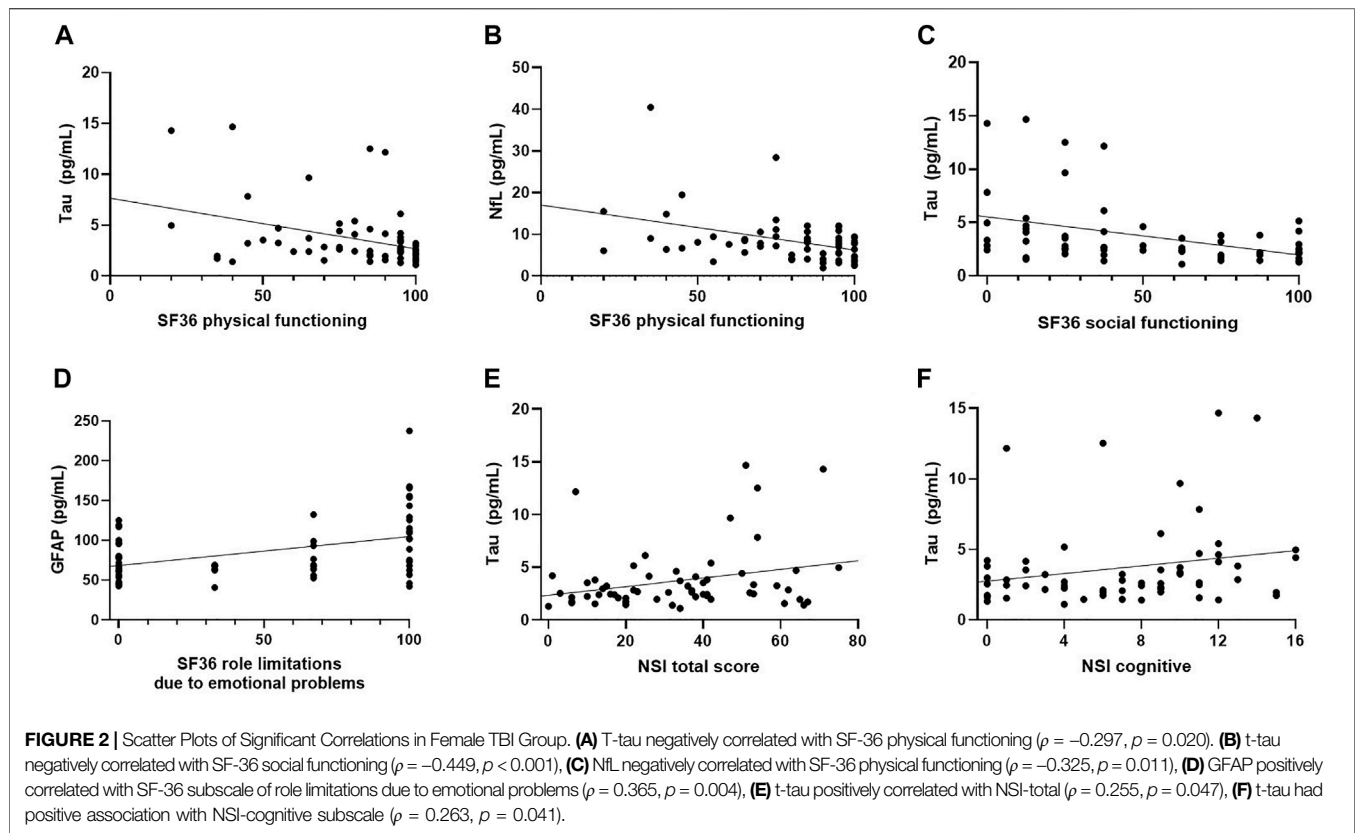 A
B
C
20
15
10
5
0
Tau (pg/mL)
0
50
100
SF36 physical functioning
50
40
30
20
10
0
NfL (pg/mL)
0
50
100
SF36 physical functioning
20
15
10
5
0
Tau (pg/mL)
0
50
100
SF36 social functioning
D
E
F
250
200
150
100
50
0
GFAP (pg/mL)
0
50
100
SF36 role limitations
due to emotional problems
20
15
10
5
0
Tau (pg/mL)
0
20
40
60
80
NSI total score
15
10
5
0
Tau (pg/mL)
0
4
8
12
16
NSI cognitive
FIGURE 2 | Scatter Plots of Significant Correlations in Female TBI Group. (A) T-tau negatively correlated with SF-36 physical functioning (ρ = −0.297, p = 0.020). (B) t-tau
negatively correlated with SF-36 social functioning (ρ = −0.449, p < 0.001), (C) NfL negatively correlated with SF-36 physical functioning (ρ = −0.325, p = 0.011), (D) GFAP positively
correlated with SF-36 subscale of role limitations due to emotional problems (ρ = 0.365, p = 0.004), (E) t-tau positively correlated with NSI-total (ρ = 0.255, p = 0.047), (F) t-tau had
positive association with NSI-cognitive subscale (ρ = 0.263, p = 0.041).